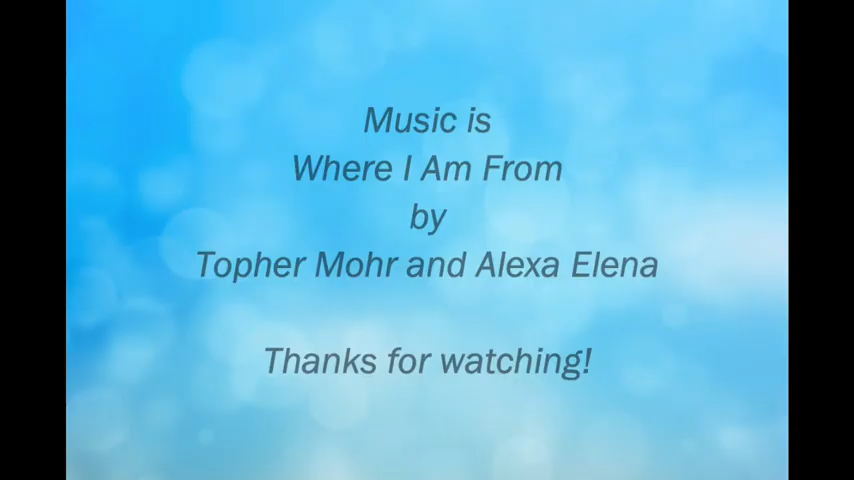 Music is
Where I Am From
by
Topher Mohr and Alexa Elena
Thanks for watching!